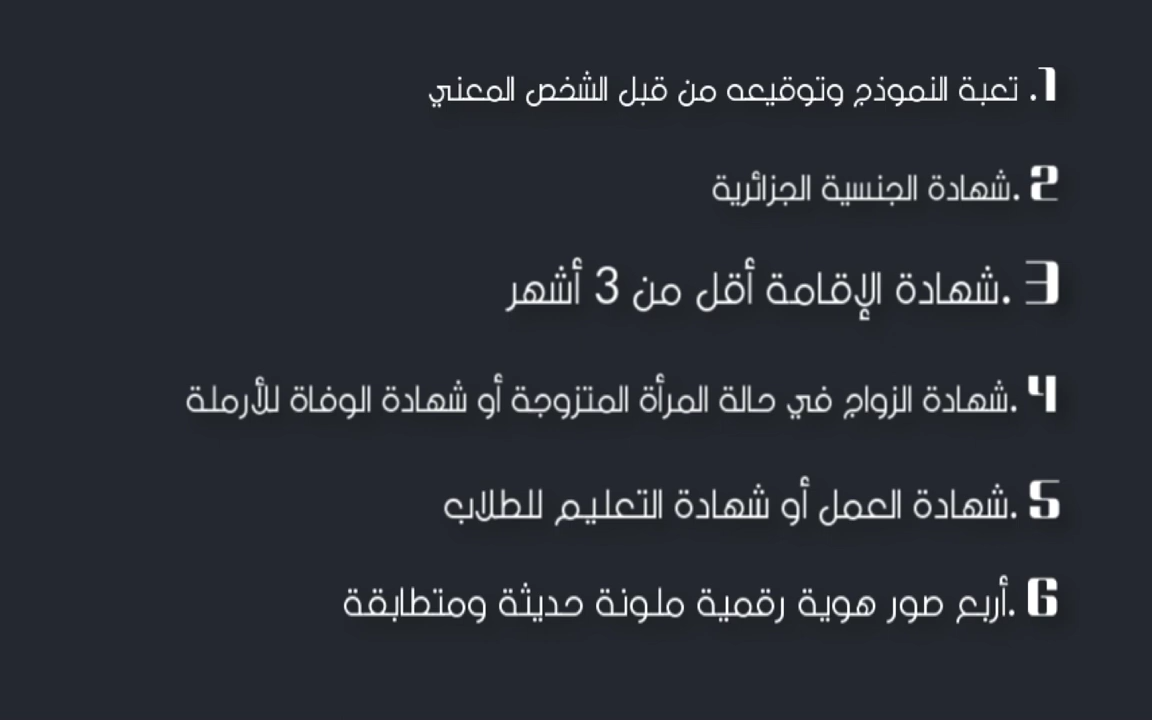 1. تعبة النموذج وتوقيعه من قبل الشخص المعني
2 .شهادة الجنسية الجزائرية
3 .شهادة الإقامة أقل من 3 أشهر
4 .شهادة الزواج في حالة المرأة المتزوجة أو شهادة الوفاة للأرملة
5 .شهادة العمل أو شهادة التعليم للطلاب
6 .أربع صور هوية رقمية ملونة حديثة ومتطابقة